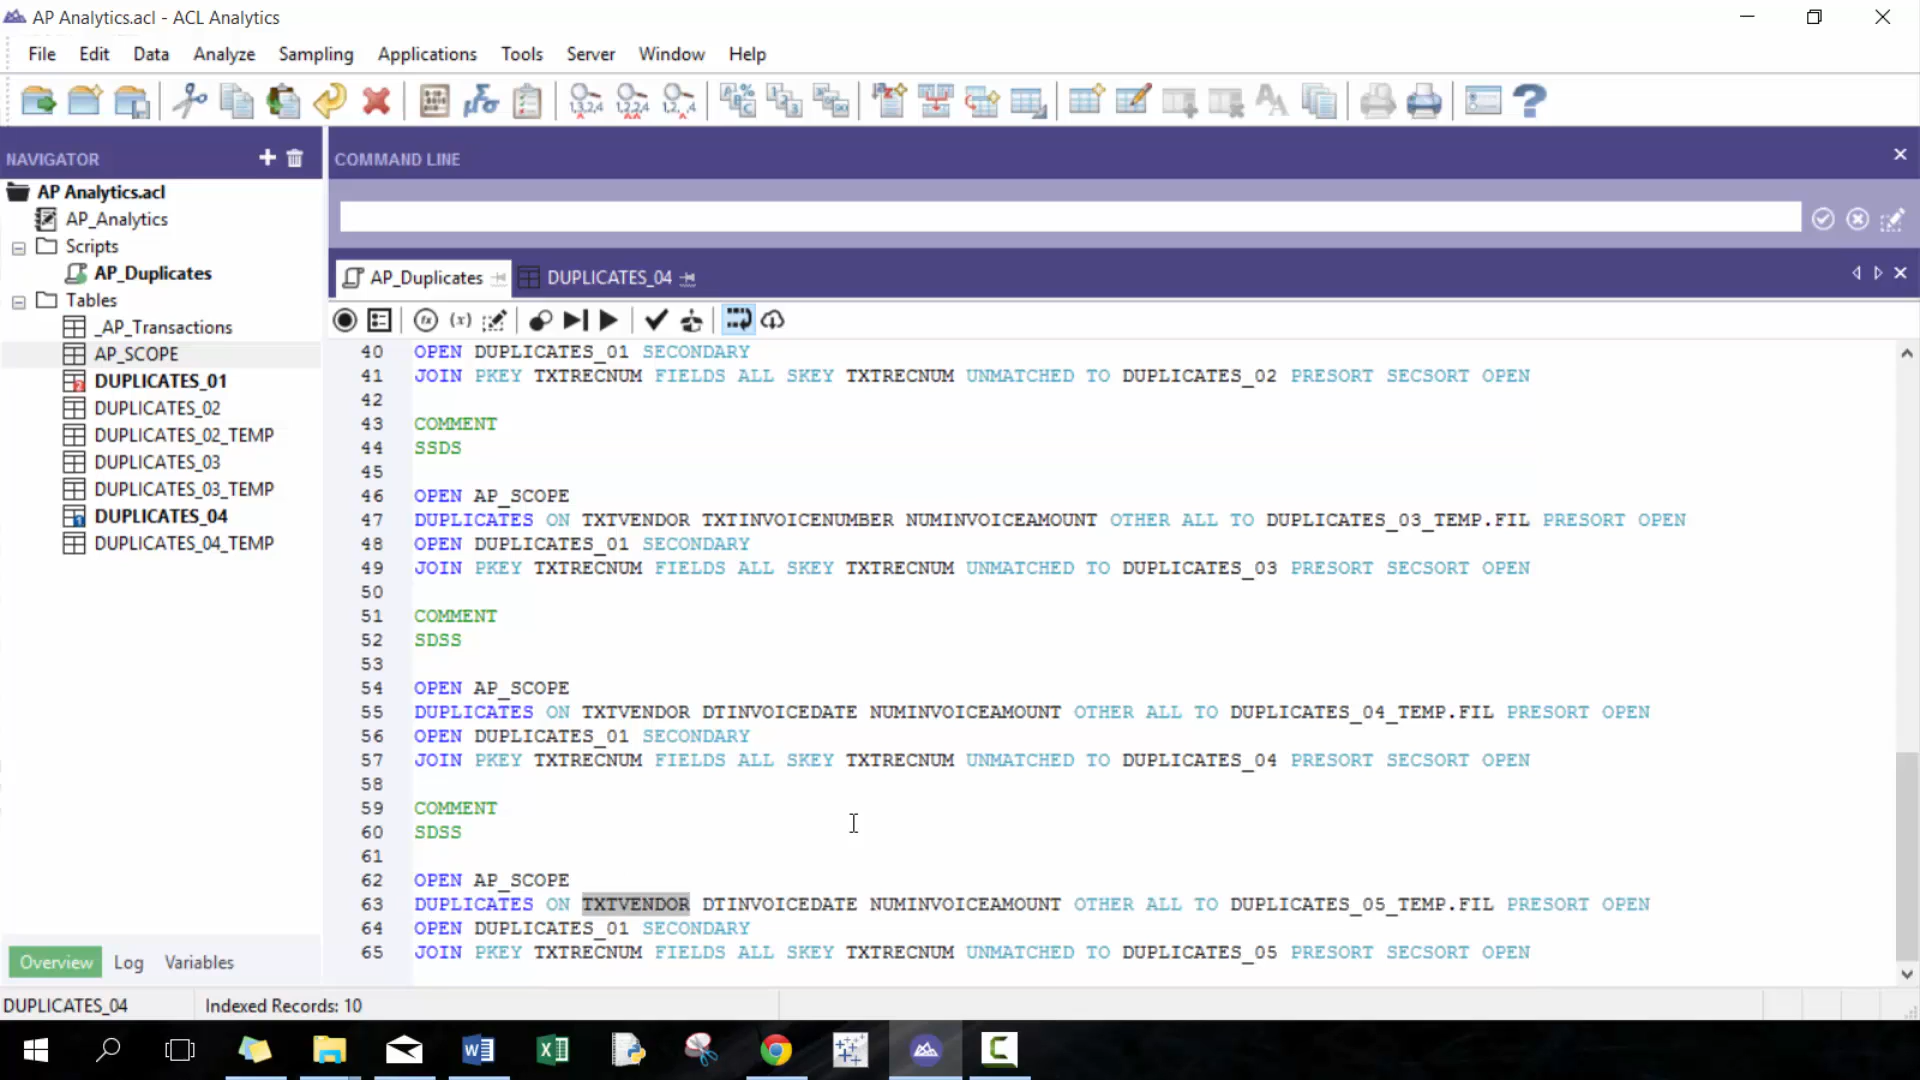 AP Analytics.acl - ACL Analytics
File Edit Data Analyze Sampling Applications Tools Server Window Help
NAVIGATOR
AP Analytics.acl
AP_Analytics
Scripts
AP_Duplicates
Tables
_AP_Transactions
AP_SCOPE
DUPLICATES_01
DUPLICATES_02
DUPLICATES_02_TEMP
DUPLICATES_03
DUPLICATES_03_TEMP
DUPLICATES_04
DUPLICATES_04_TEMP
Overview Log Variables
COMMAND LINE
AP_Duplicates DUPLICATES_04
40 OPEN DUPLICATES_01 SECONDARY
41 JOIN PKEY TXTRECNUM FIELDS ALL SKEY TXTRECNUM UNMATCHED TO DUPLICATES_02 PRESORT SECSORT OPEN
42
43 COMMENT
44 SSDS
45
46 OPEN AP_SCOPE
47 DUPLICATES ON TXTVENDOR TXTINVOICENUMBER NUMINVOICEAMOUNT OTHER ALL TO DUPLICATES_03_TEMP.FIL PRESORT OPEN
48 OPEN DUPLICATES_01 SECONDARY
49 JOIN PKEY TXTRECNUM FIELDS ALL SKEY TXTRECNUM UNMATCHED TO DUPLICATES_03 PRESORT SECSORT OPEN
50
51 COMMENT
52 SDSS
53
54 OPEN AP_SCOPE
55 DUPLICATES ON TXTVENDOR DTINVOICEDATE NUMINVOICEAMOUNT OTHER ALL TO DUPLICATES_04_TEMP.FIL PRESORT OPEN
56 OPEN DUPLICATES_01 SECONDARY
57 JOIN PKEY TXTRECNUM FIELDS ALL SKEY TXTRECNUM UNMATCHED TO DUPLICATES_04 PRESORT SECSORT OPEN
58
59 COMMENT
60 SDSS
61
62 OPEN AP_SCOPE
63 DUPLICATES ON TXTVENDOR DTINVOICEDATE NUMINVOICEAMOUNT OTHER ALL TO DUPLICATES_05_TEMP.FIL PRESORT OPEN
64 OPEN DUPLICATES_01 SECONDARY
65 JOIN PKEY TXTRECNUM FIELDS ALL SKEY TXTRECNUM UNMATCHED TO DUPLICATES_05 PRESORT SECSORT OPEN
DUPLICATES_04 Indexed Records: 10